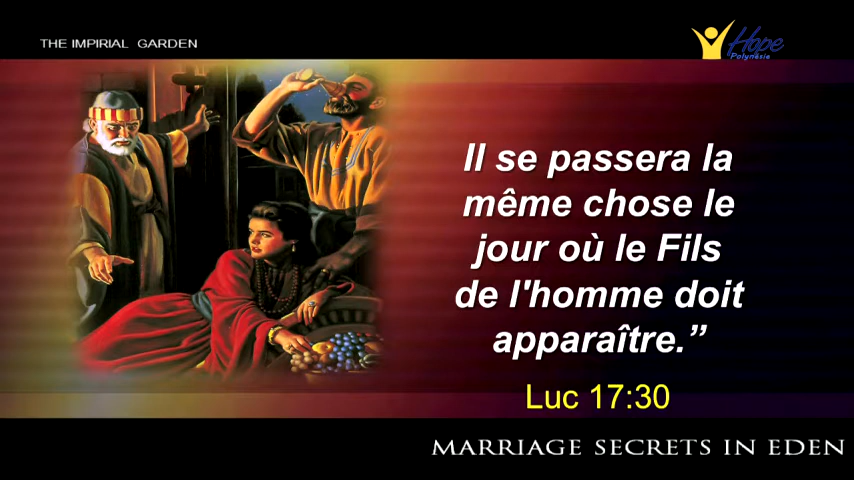 THE IMPIRIAL GARDEN
Hope
Polynésie
Il se passera la
même chose le
jour où le Fils
de l'homme doit
apparaître.”
Luc 17:30
MARRIAGE SECRETS IN EDEN